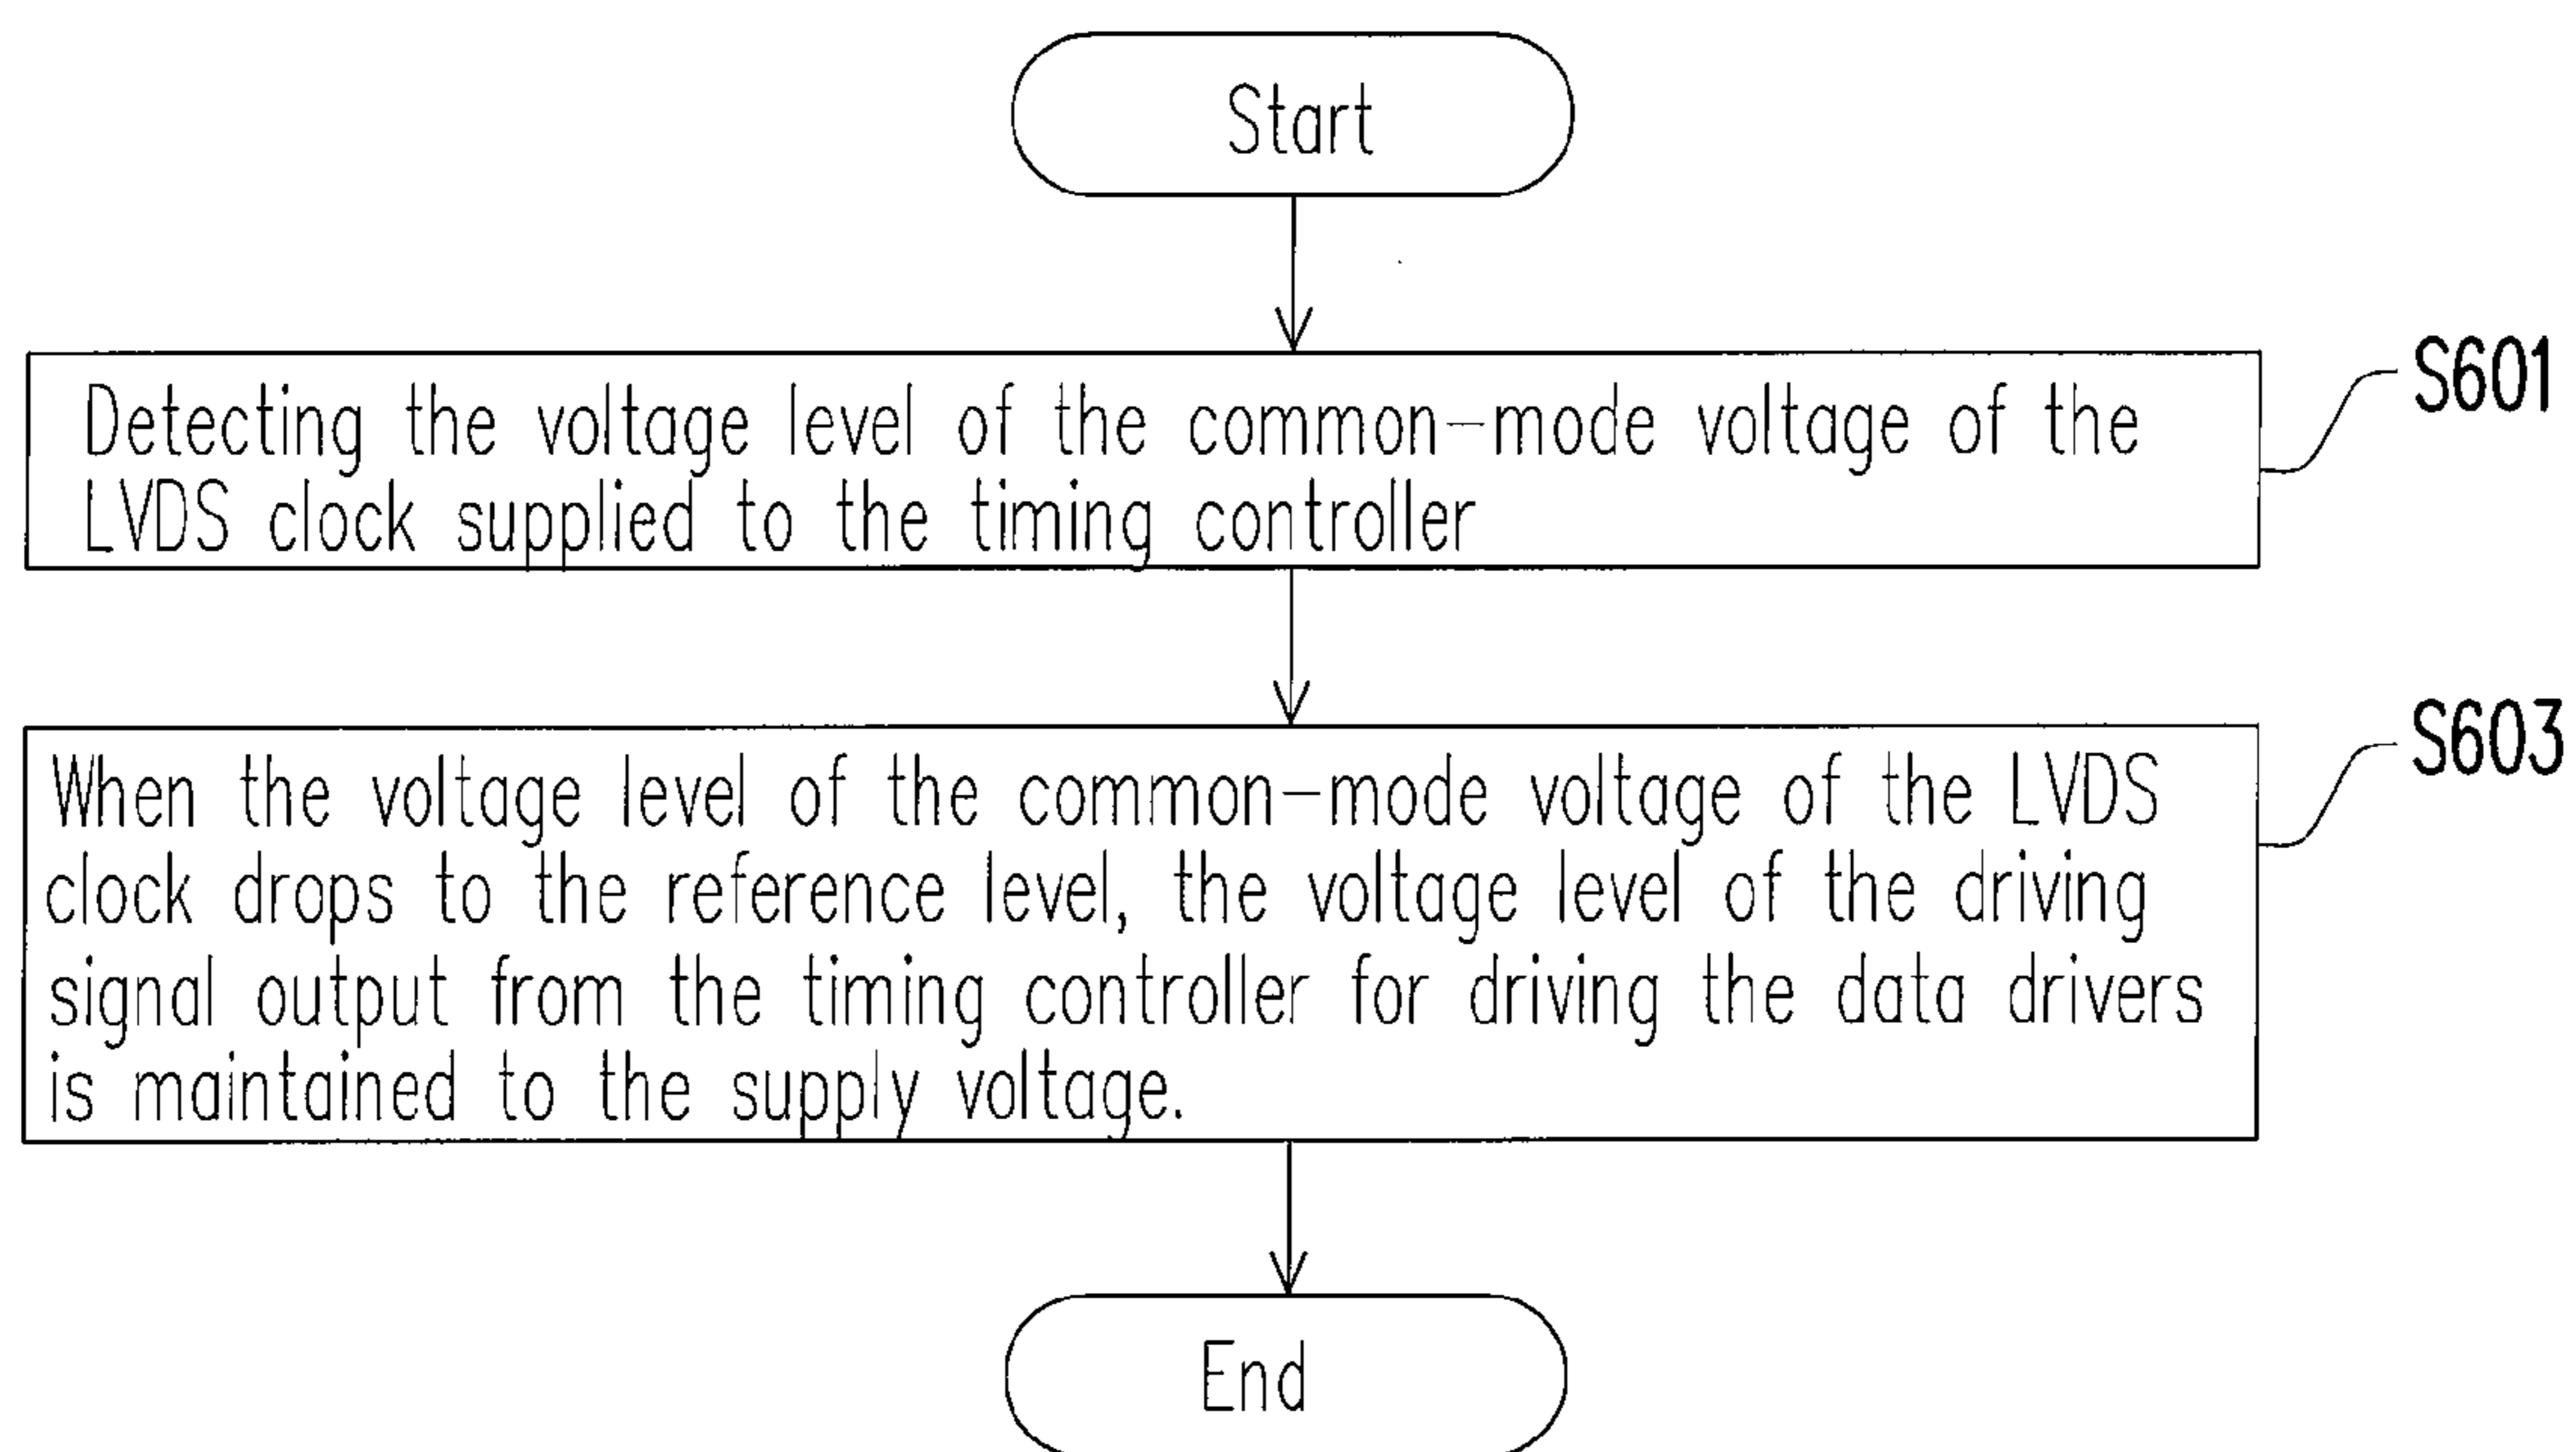 Start
Detecting the voltage level of the common-mode voltage of the
LVDS clock supplied to the timing controller
S601
When the voltage level of the common-mode voltage of the LVDS
clock drops to the reference level, the voltage level of the driving
signal output from the timing controller for driving the data drivers
is maintained to the supply voltage.
S603
End